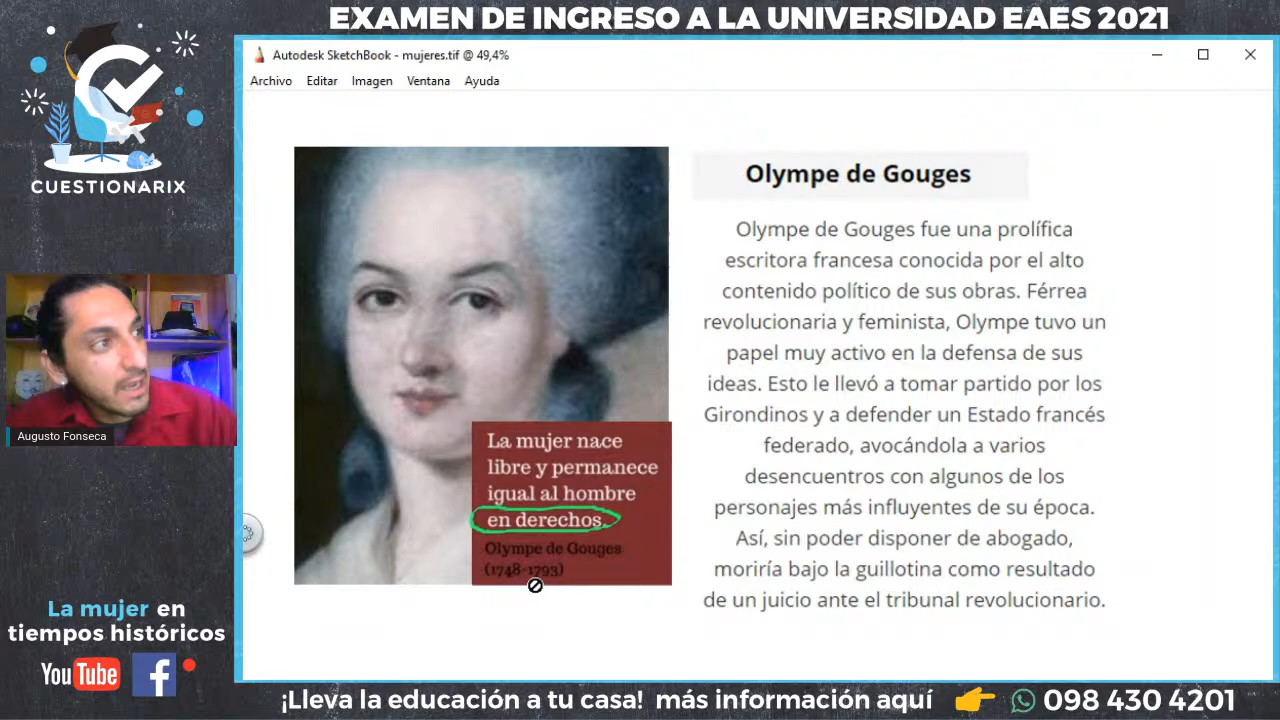 EXAMEN DE INGRESO A LA UNIVERSIDAD EAES 2021
CUESTIONARIX
Autodesk SketchBook - mujeres.tif @ 49,4%
Archivo Editar Imagen Ventana Ayuda
La mujer nace
libre y permanece
igual al hombre
en derechos.
Olympe de Gouges
(1748-1793)
Olympe de Gouges
Olympe de Gouges fue una prolífica
escritora francesa conocida por el alto
contenido político de sus obras. Férrea
revolucionaria y feminista, Olympe tuvo un
papel muy activo en la defensa de sus
ideas. Esto le llevó a tomar partido por los
Girondinos y a defender un Estado francés
federado, avocándola a varios
desencuentros con algunos de los
personajes más influyentes de su época.
Así, sin poder disponer de abogado,
moriría bajo la guillotina como resultado
de un juicio ante el tribunal revolucionario.
Augusto Fonseca
La mujer en
tiempos históricos
YouTube
¡Lleva la educación a tu casa! más información aquí 098 430 4201